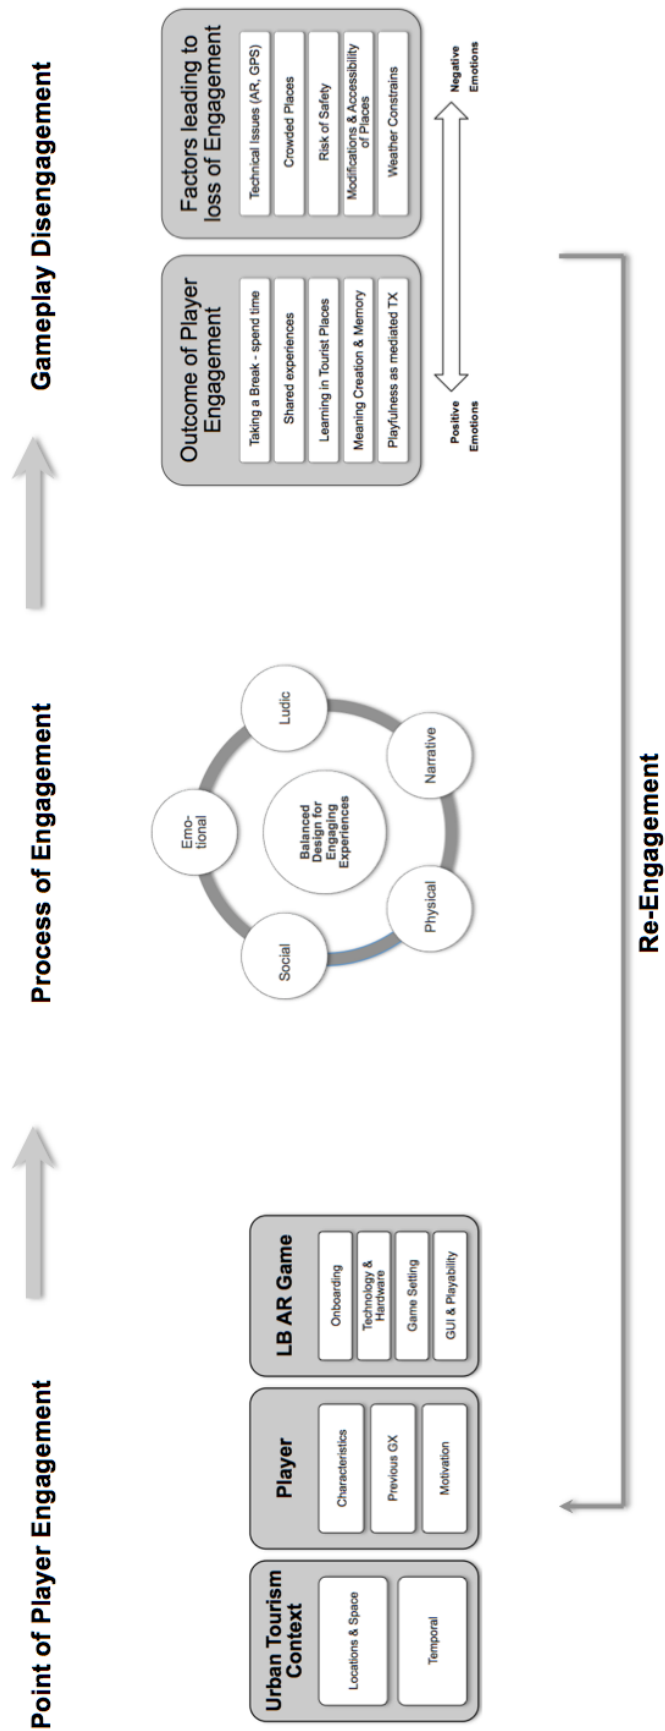 Point of Player Engagement
Process of Engagement
Gameplay Disengagement
Urban Tourism
Context
Locations & Space
Temporal
Player
Characteristics
Previous GX
Motivation
LB AR Game
Onboarding
Technology &
Hardware
Game Setting
GUI & Playability
Emo-
tional
Ludic
Narrative
Physical
Social
Balanced
Design for
Engaging
Experiences
Outcome of Player
Engagement
Taking a Break - spend time
Shared experiences
Learning in Tourist Places
Meaning Creation & Memory
Playfulness as mediated TX
Factors leading to
loss of Engagement
Technical Issues (AR, GPS)
Crowded Places
Risk of Safety
Modifications & Accessibility
of Places
Weather Constrains
Positive
Emotions
Negative
Emotions
Re-Engagement